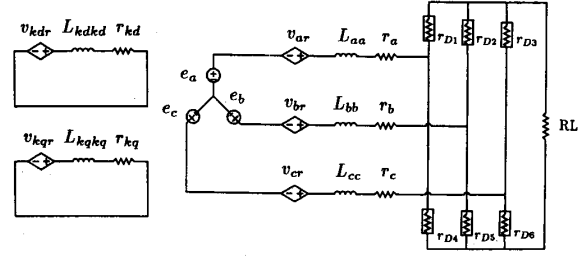 v_kdr L_kdkd r_kd
v_kqr L_kqkq r_kq
e_a
e_b
e_c
v_ar L_aa r_a
v_br L_bb r_b
v_cr L_cc r_c
r_D1 r_D2 r_D3
RL
r_D4 r_D5 r_D6